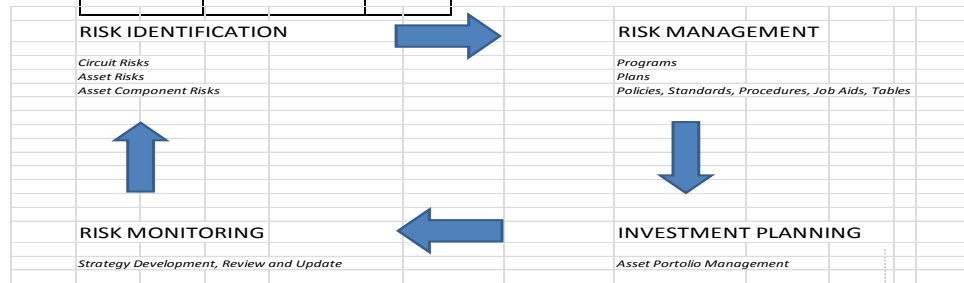 RISK IDENTIFICATION
Circuit Risks
Asset Risks
Asset Component Risks
RISK MANAGEMENT
Programs
Plans
Policies, Standards, Procedures, Job Aids, Tables
RISK MONITORING
Strategy Development, Review and Update
INVESTMENT PLANNING
Asset Portolio Management